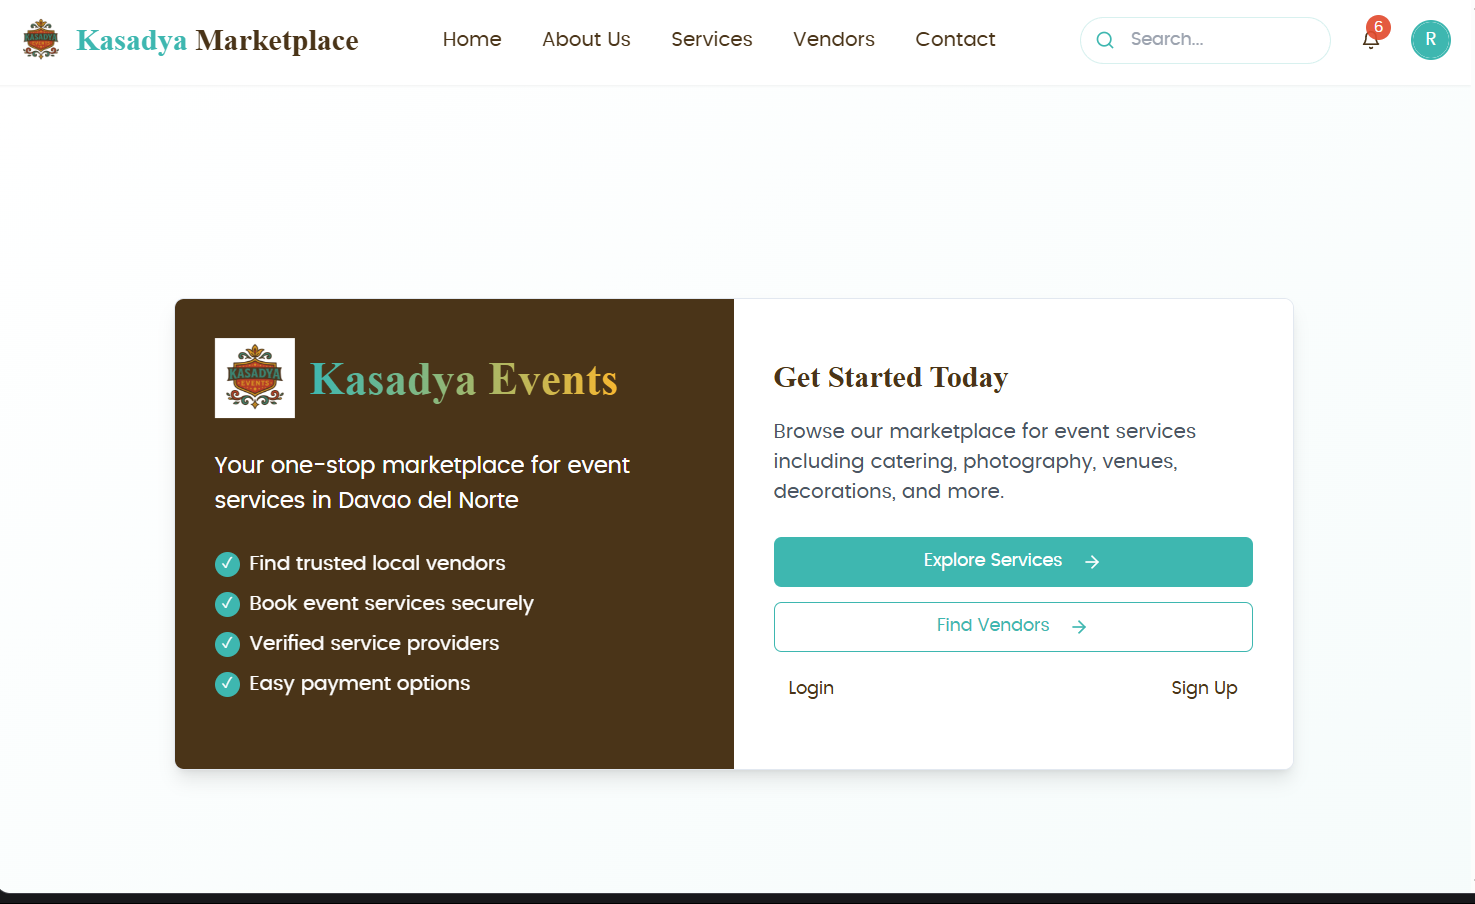 KASADYA
EVENTS
Kasadya Marketplace
Home
About Us
Services
Vendors
Contact
Search...
6
R
KASADYA
EVENTS
Kasadya Events
Your one-stop marketplace for event
services in Davao del Norte
✓ Find trusted local vendors
✓ Book event services securely
✓ Verified service providers
✓ Easy payment options
Get Started Today
Browse our marketplace for event services
including catering, photography, venues,
decorations, and more.
Explore Services →
Find Vendors →
Login
Sign Up